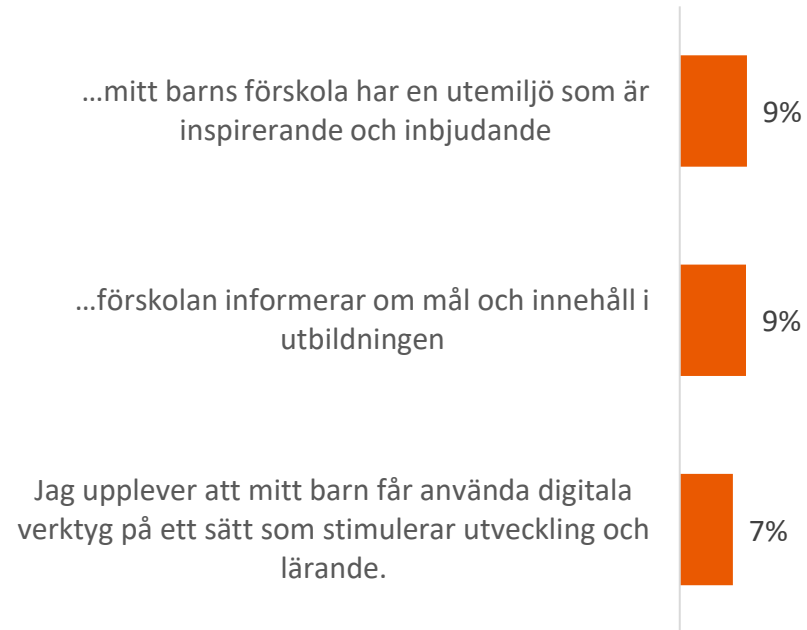 ...mitt barns förskola har en utemiljö som är
inspirerande och inbjudande
9%
...förskolan informerar om mål och innehåll i
utbildningen
9%
Jag upplever att mitt barn får använda digitala
verktyg på ett sätt som stimulerar utveckling och
lärande.
7%